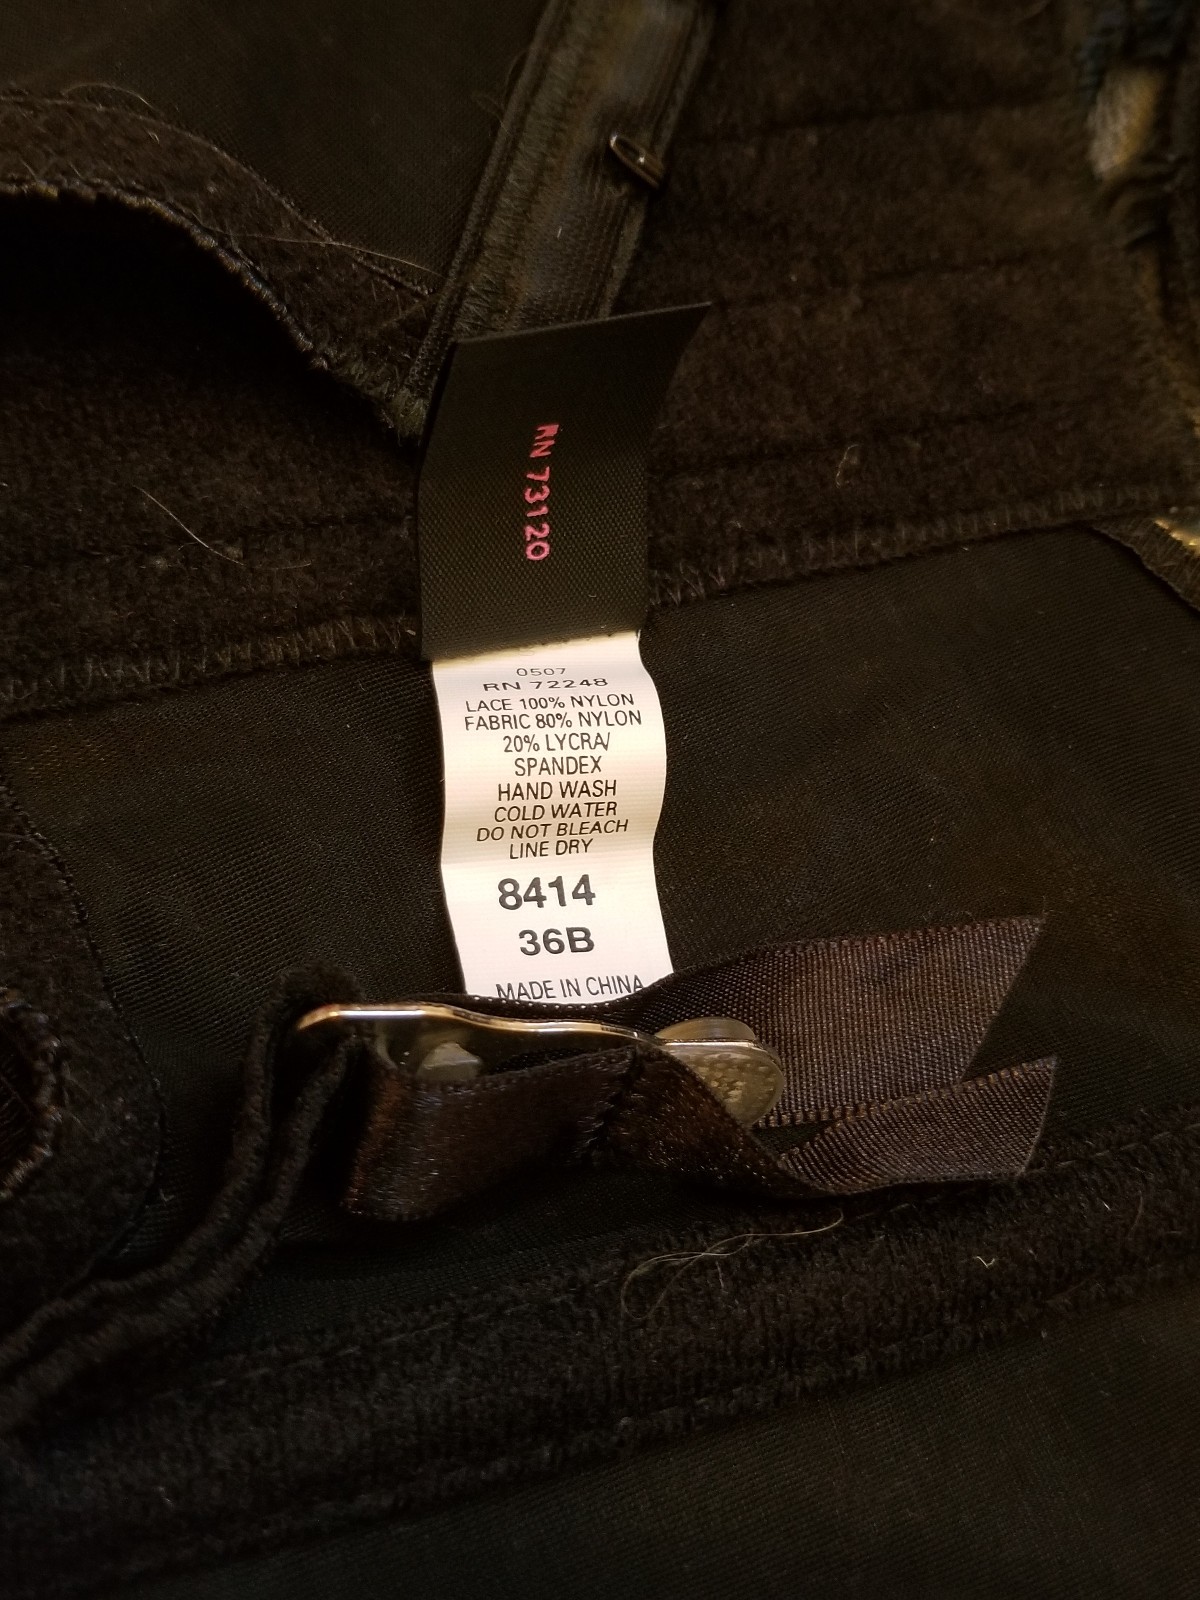 RN 73120
0507
RN 72248
LACE 100% NYLON
FABRIC 80% NYLON
20% LYCRA/
SPANDEX
HAND WASH
COLD WATER
DO NOT BLEACH
LINE DRY
8414
36B
MADE IN CHINA